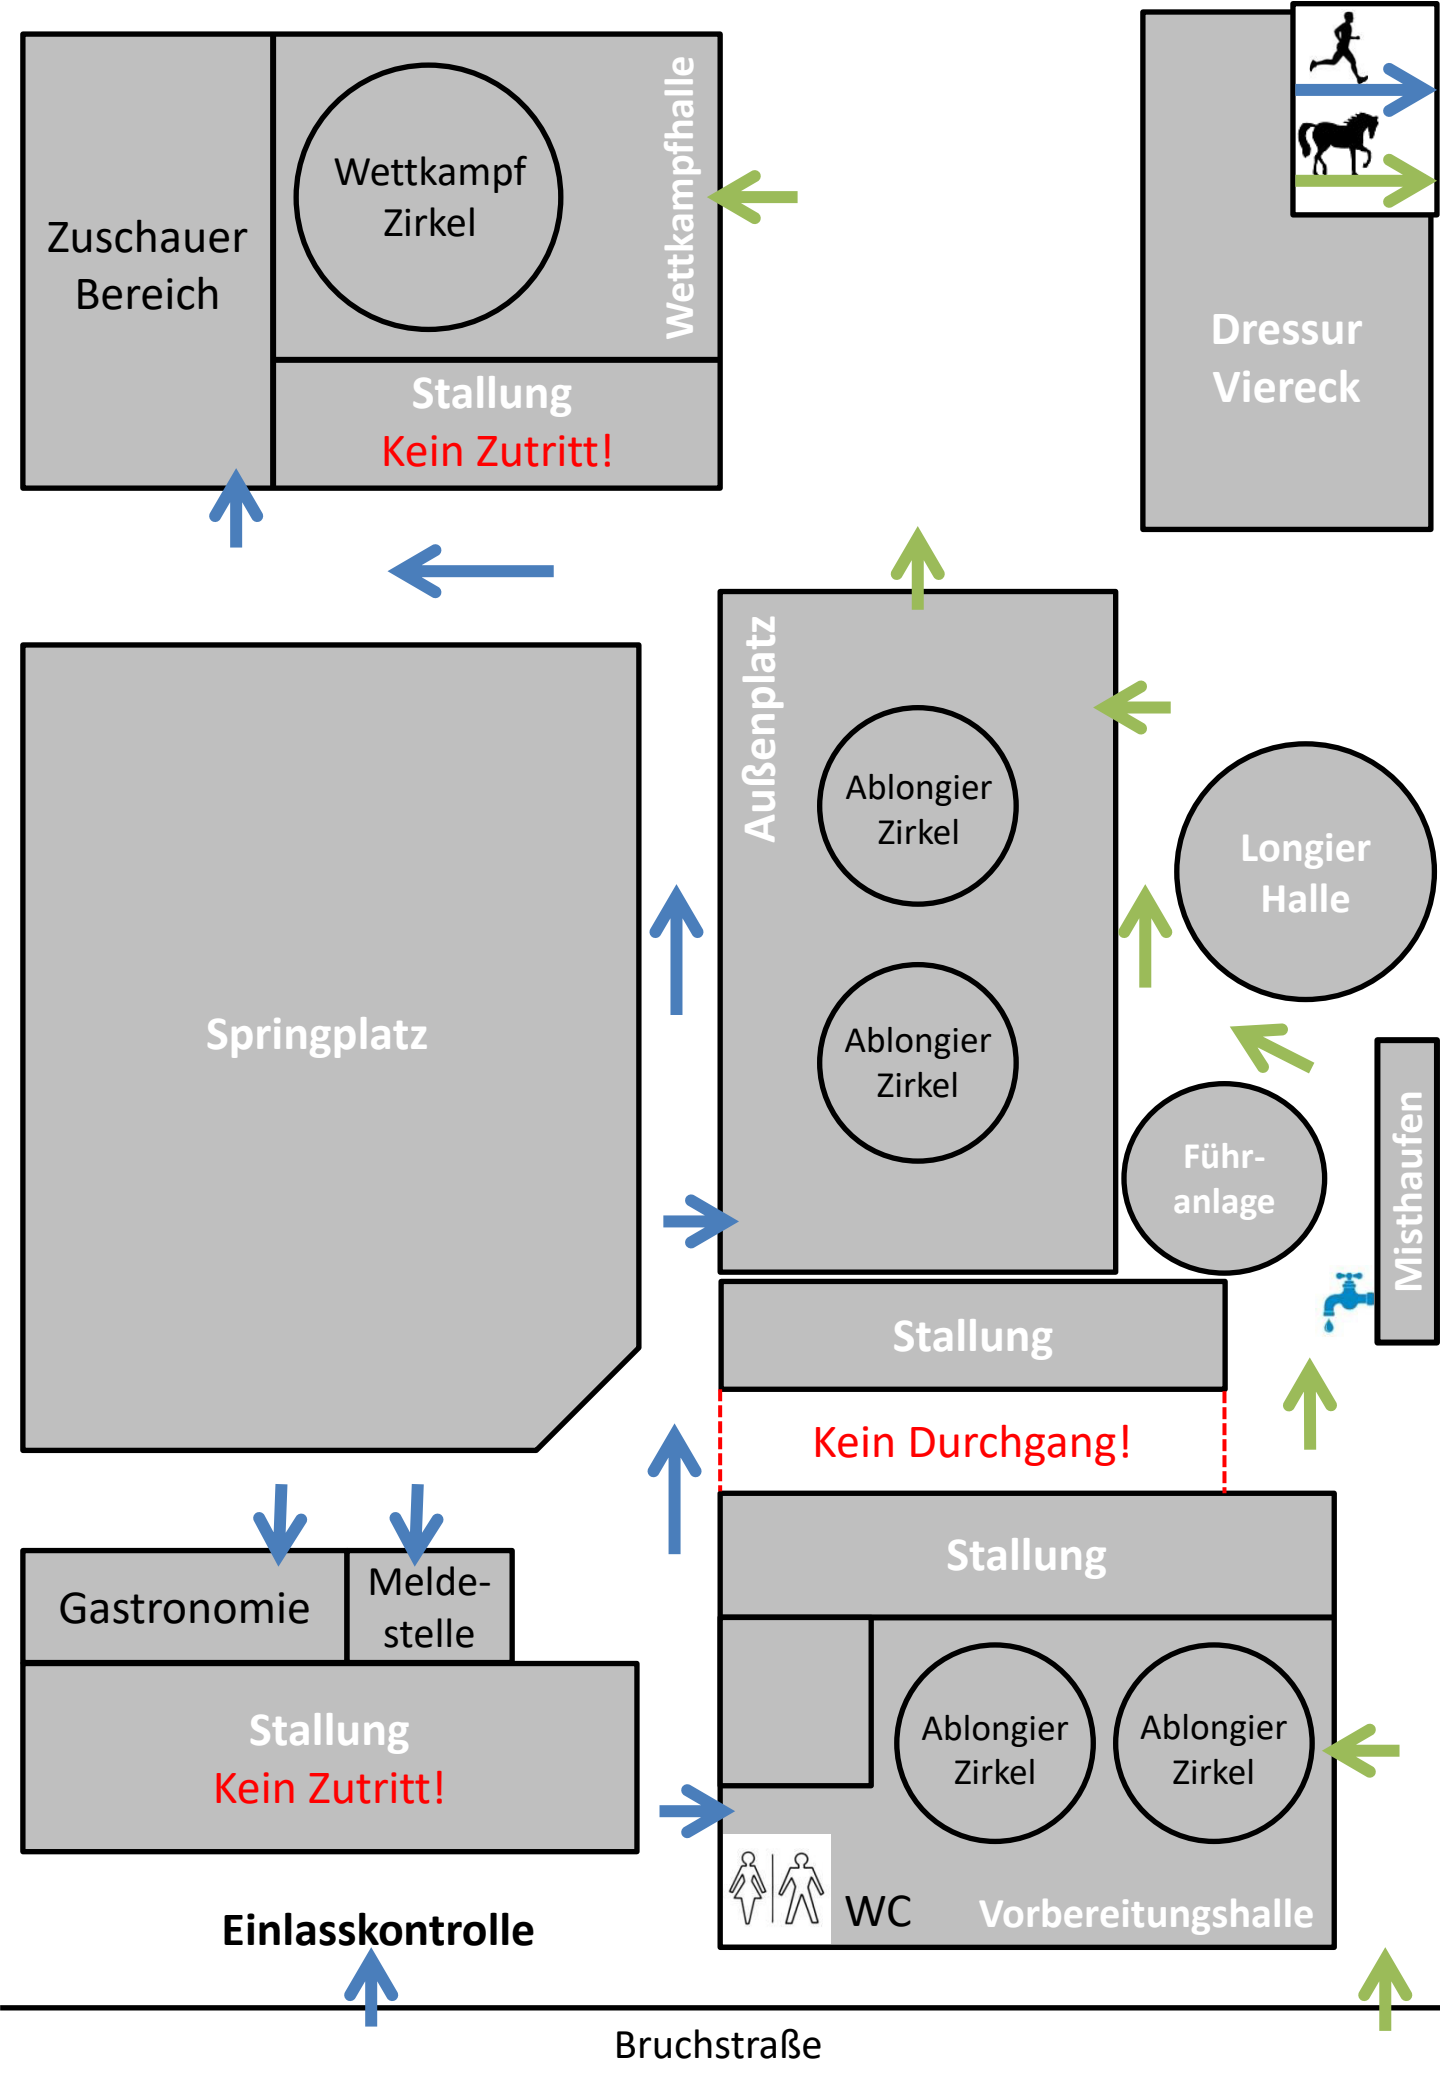 Zuschauer
Bereich
Wettkampf
Zirkel
Wettkampfhalle
Stallung
Kein Zutritt!
Dressur
Viereck
Außenplatz
Ablongier
Zirkel
Ablongier
Zirkel
Longier
Halle
Springplatz
Führ-
anlage
Misthaufen
Stallung
Kein Durchgang!
Stallung
Gastronomie
Melde-
stelle
Stallung
Kein Zutritt!
Ablongier
Zirkel
Ablongier
Zirkel
WC
Vorbereitungshalle
Einlasskontrolle
Bruchstraße